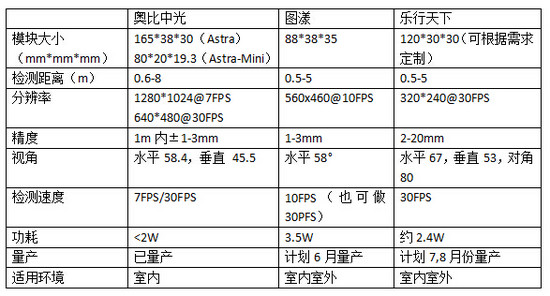 奥比中光 图漾 乐行天下
模块大小 165*38*30（Astra） 88*38*35 120*30*30（可根据需求
（mm*mm*mm） 80*20*19.3（Astra-Mini） 定制）
检测距离（m） 0.6-8 0.5-5 0.5-5
分辨率 1280*1024@7FPS 560x460@10FPS 320*240@30FPS
640*480@30FPS
精度 1m 内±1-3mm 1-3mm 2-20mm
视角 水平 58.4，垂直 45.5 水平 58° 水平 67，垂直 53，对角
80
检测速度 7FPS/30FPS 10FPS（也可做 30FPS
30PFS）
功耗 <2W 3.5W 约 2.4W
量产 已量产 计划 6 月量产 计划 7,8 月份量产
适用环境 室内 室内室外 室内室外